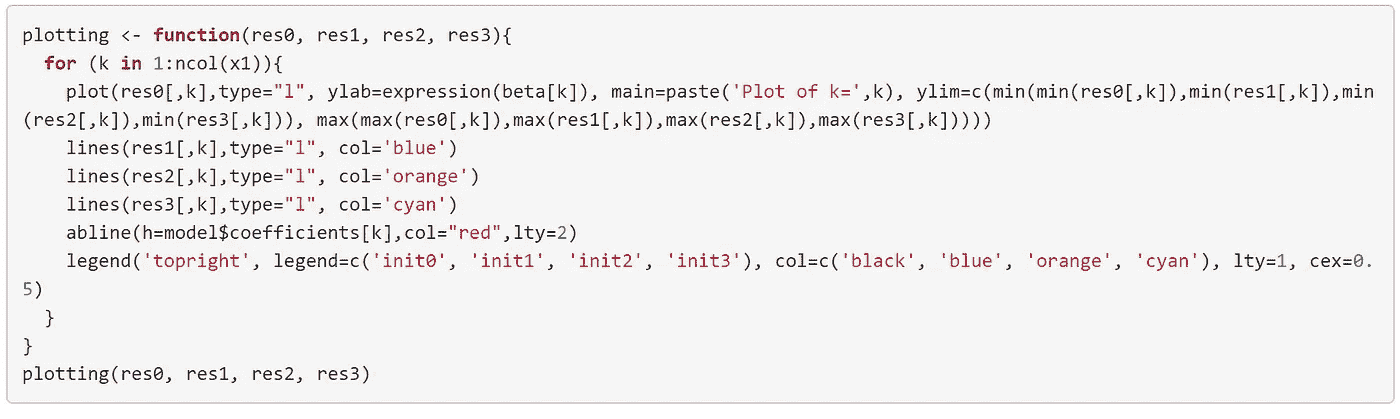 plotting <- function(res0, res1, res2, res3){
  for (k in 1:ncol(x1)){
    plot(res0[,k],type="l", ylab=expression(beta[k]), main=paste('Plot of k=',k), ylim=c(min(min(res0[,k]),min(res1[,k]),min
(res2[,k]),min(res3[,k])), max(max(res0[,k]),max(res1[,k]),max(res2[,k]),max(res3[,k]))))
    lines(res1[,k],type="l", col='blue')
    lines(res2[,k],type="l", col='orange')
    lines(res3[,k],type="l", col='cyan')
    abline(h=model$coefficients[k],col="red",lty=2)
    legend('topright', legend=c('init0', 'init1', 'init2', 'init3'), col=c('black', 'blue', 'orange', 'cyan'), lty=1, cex=0.
5)
  }
}
plotting(res0, res1, res2, res3)